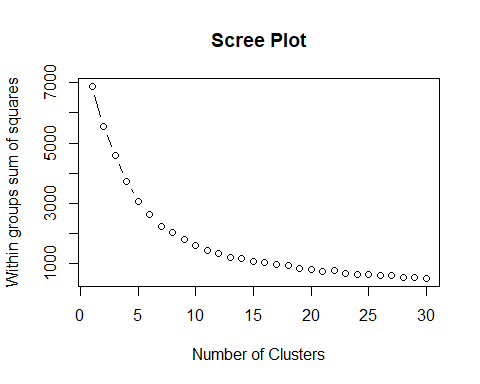 Scree Plot
Within groups sum of squares
7000
5000
3000
1000
0 5 10 15 20 25 30
Number of Clusters